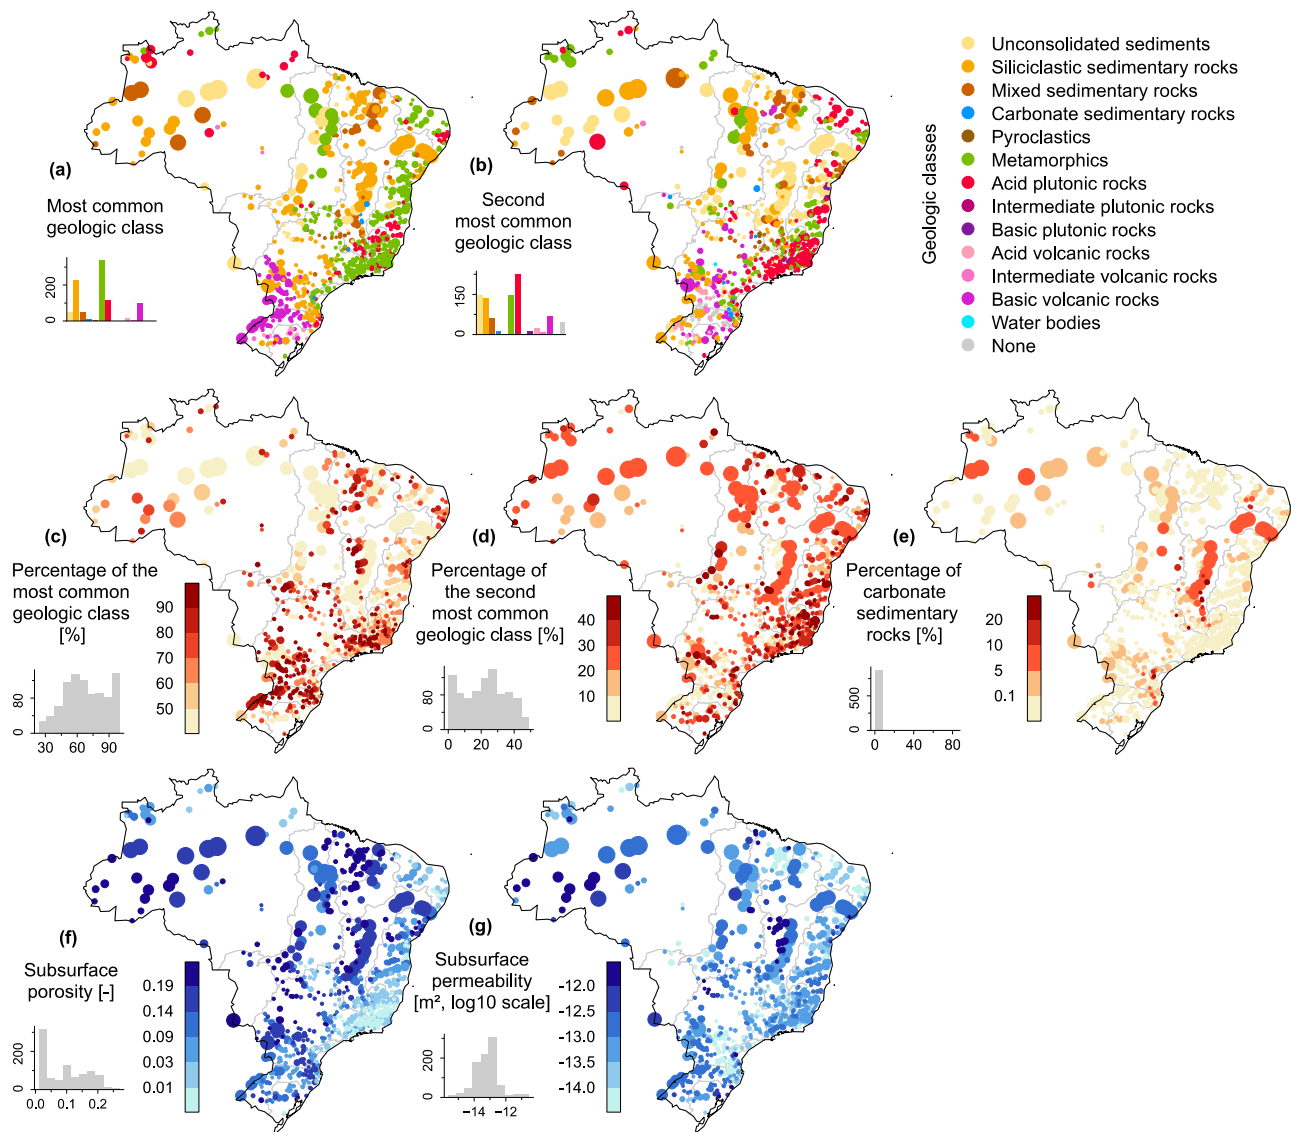 (a)
Most common
geologic class
200
0
(b)
Second
most common
geologic class
150
0
Geologic classes
Unconsolidated sediments
Siliciclastic sedimentary rocks
Mixed sedimentary rocks
Carbonate sedimentary rocks
Pyroclastics
Metamorphics
Acid plutonic rocks
Intermediate plutonic rocks
Basic plutonic rocks
Acid volcanic rocks
Intermediate volcanic rocks
Basic volcanic rocks
Water bodies
None
(c)
Percentage of the
most common
geologic class
[%]
90
80
70
60
50
80
0
30 60 90
(d)
Percentage of
the second
most common
geologic class [%]
40
30
20
10
80
0
0 20 40
(e)
Percentage of
carbonate
sedimentary
rocks [%]
20
10
5
0.1
500
0
0 40 80
(f)
Subsurface
porosity [-]
0.19
0.14
0.09
0.03
0.01
200
0
0.0 0.1 0.2
(g)
Subsurface
permeability
[m², log10 scale]
-12.0
-12.5
-13.0
-13.5
-14.0
200
0
−14 −12